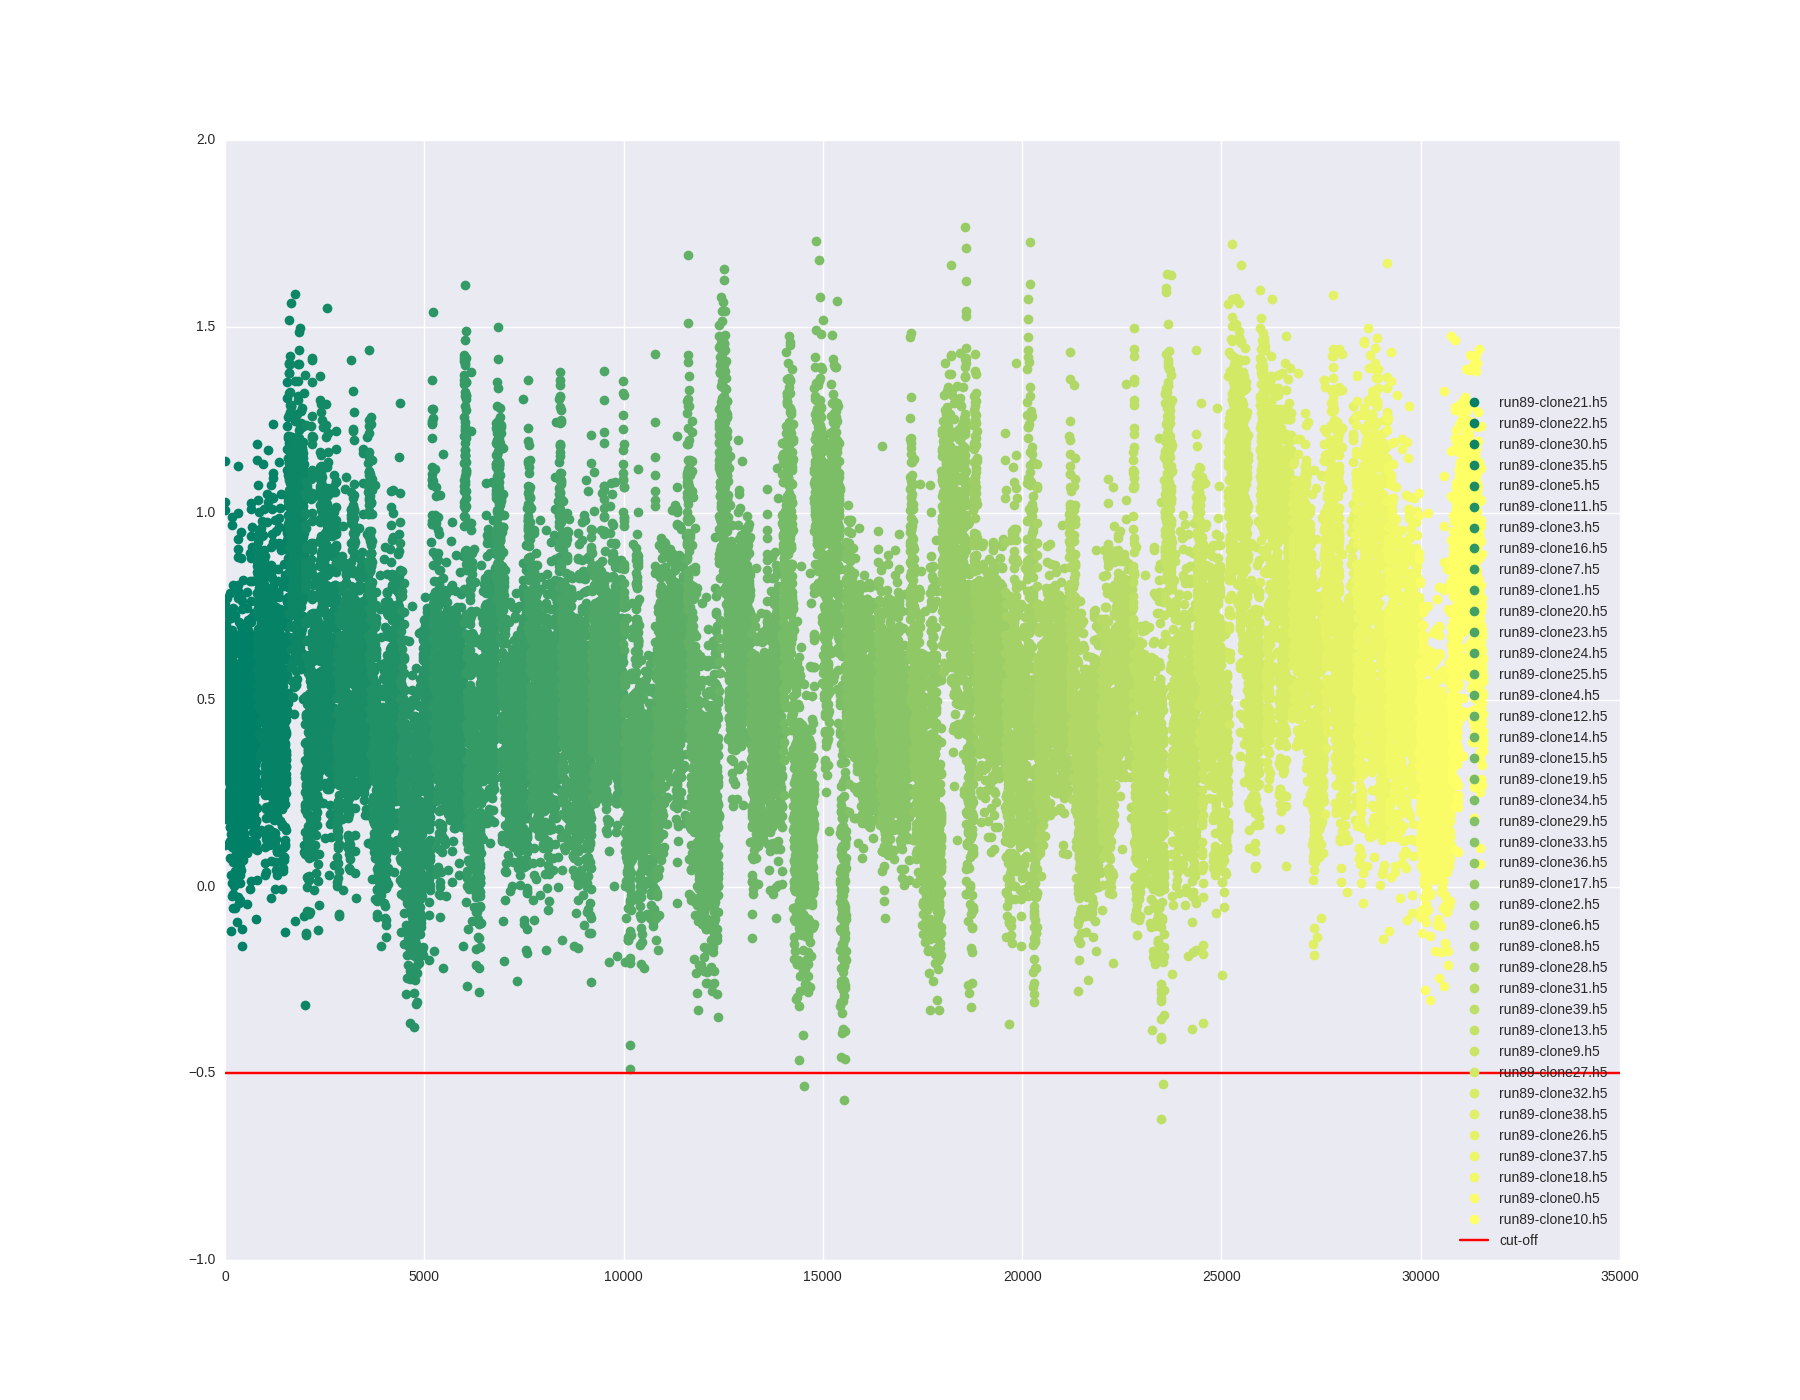 2.0
1.5
1.0
0.5
0.0
−0.5
−1.0
0
5000
10000
15000
20000
25000
30000
35000
run89-clone21.h5
run89-clone22.h5
run89-clone30.h5
run89-clone35.h5
run89-clone5.h5
run89-clone11.h5
run89-clone3.h5
run89-clone16.h5
run89-clone7.h5
run89-clone1.h5
run89-clone20.h5
run89-clone23.h5
run89-clone24.h5
run89-clone25.h5
run89-clone4.h5
run89-clone12.h5
run89-clone14.h5
run89-clone15.h5
run89-clone19.h5
run89-clone34.h5
run89-clone29.h5
run89-clone33.h5
run89-clone36.h5
run89-clone17.h5
run89-clone2.h5
run89-clone6.h5
run89-clone8.h5
run89-clone28.h5
run89-clone31.h5
run89-clone39.h5
run89-clone13.h5
run89-clone9.h5
run89-clone27.h5
run89-clone32.h5
run89-clone38.h5
run89-clone26.h5
run89-clone37.h5
run89-clone18.h5
run89-clone0.h5
run89-clone10.h5
cut-off